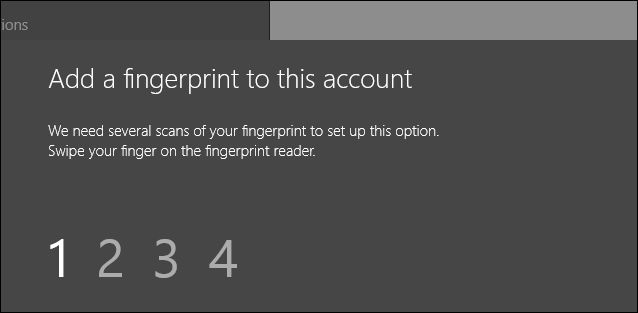 ions
Add a fingerprint to this account
We need several scans of your fingerprint to set up this option.
Swipe your finger on the fingerprint reader.
1 2 3 4